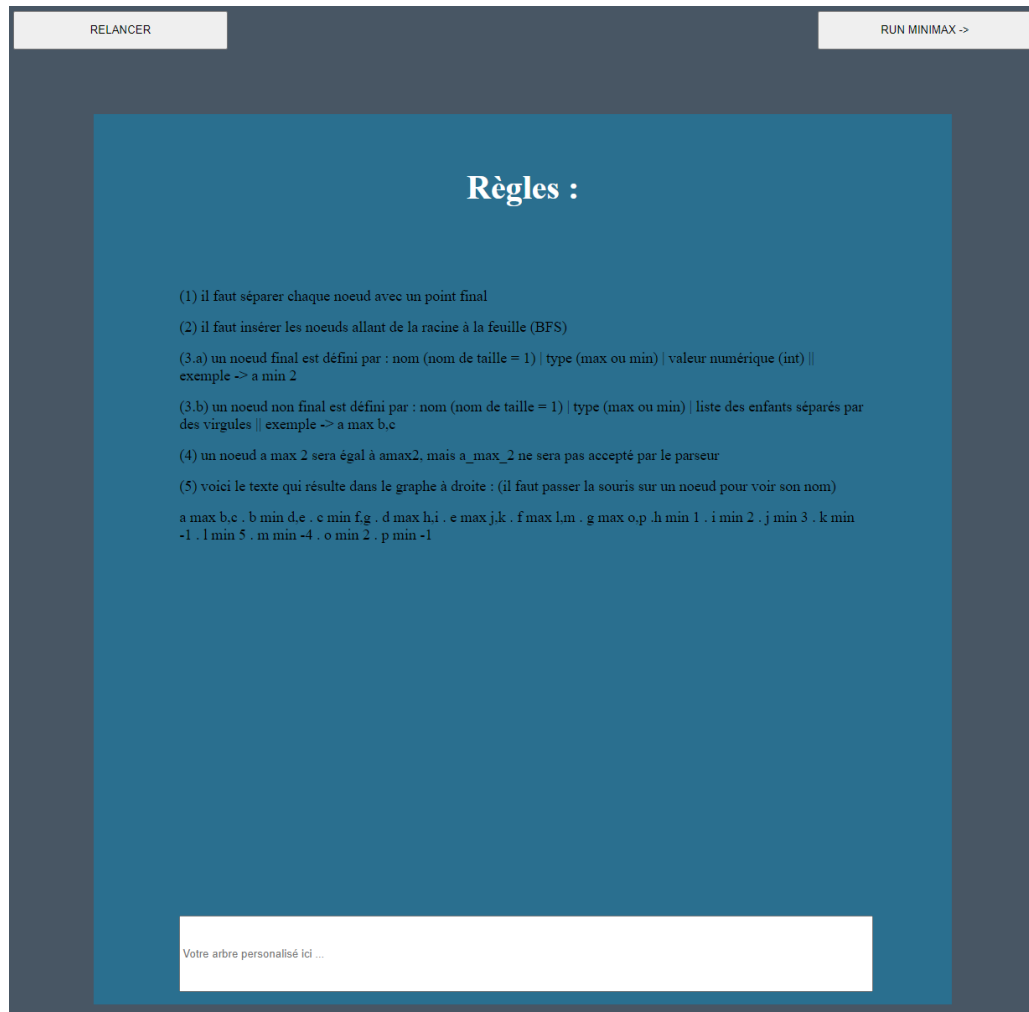 RELANCER
RUN MINIMAX ->
Règles :
(1) il faut séparer chaque noeud avec un point final
(2) il faut insérer les noeuds allant de la racine à la feuille (BFS)
(3.a) un noeud final est défini par : nom (nom de taille = 1) | type (max ou min) | valeur numérique (int) ||
exemple -> a min 2
(3.b) un noeud non final est défini par : nom (nom de taille = 1) | type (max ou min) | liste des enfants séparés par
des virgules || exemple -> a max b,c
(4) un noeud a max 2 sera égal à amax2, mais a_max_2 ne sera pas accepté par le parseur
(5) voici le texte qui résulte dans le graphe à droite : (il faut passer la souris sur un noeud pour voir son nom)
a max b,c . b min d,e . c min f,g . d max h,i . e max j,k . f max l,m . g max o,p .h min 1 . i min 2 . j min 3 . k min
-1 . l min 5 . m min -4 . o min 2 . p min -1
Votre arbre personalisé ici ...